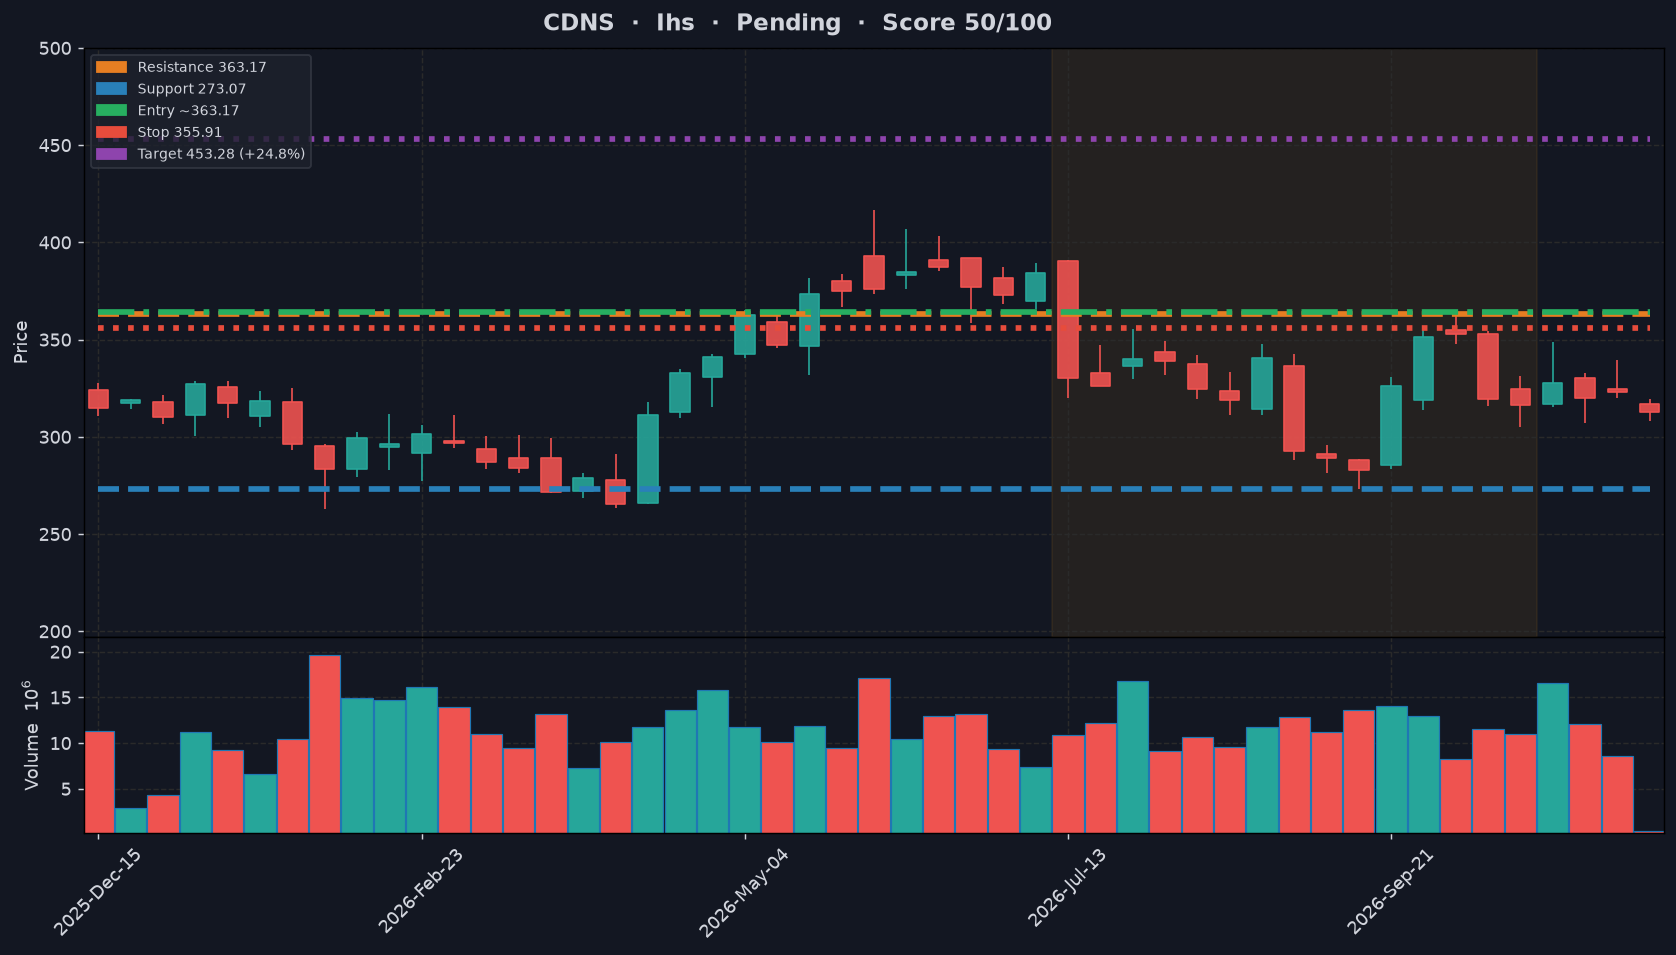 CDNS · Ihs · Pending · Score 50/100
Resistance 363.17
Support 273.07
Entry ~363.17
Stop 355.91
Target 453.28 (+24.8%)
Price
500
450
400
350
300
250
200
Volume 10⁶
20
15
10
5
2025-Dec-15
2026-Feb-23
2026-May-04
2026-Jul-13
2026-Sep-21